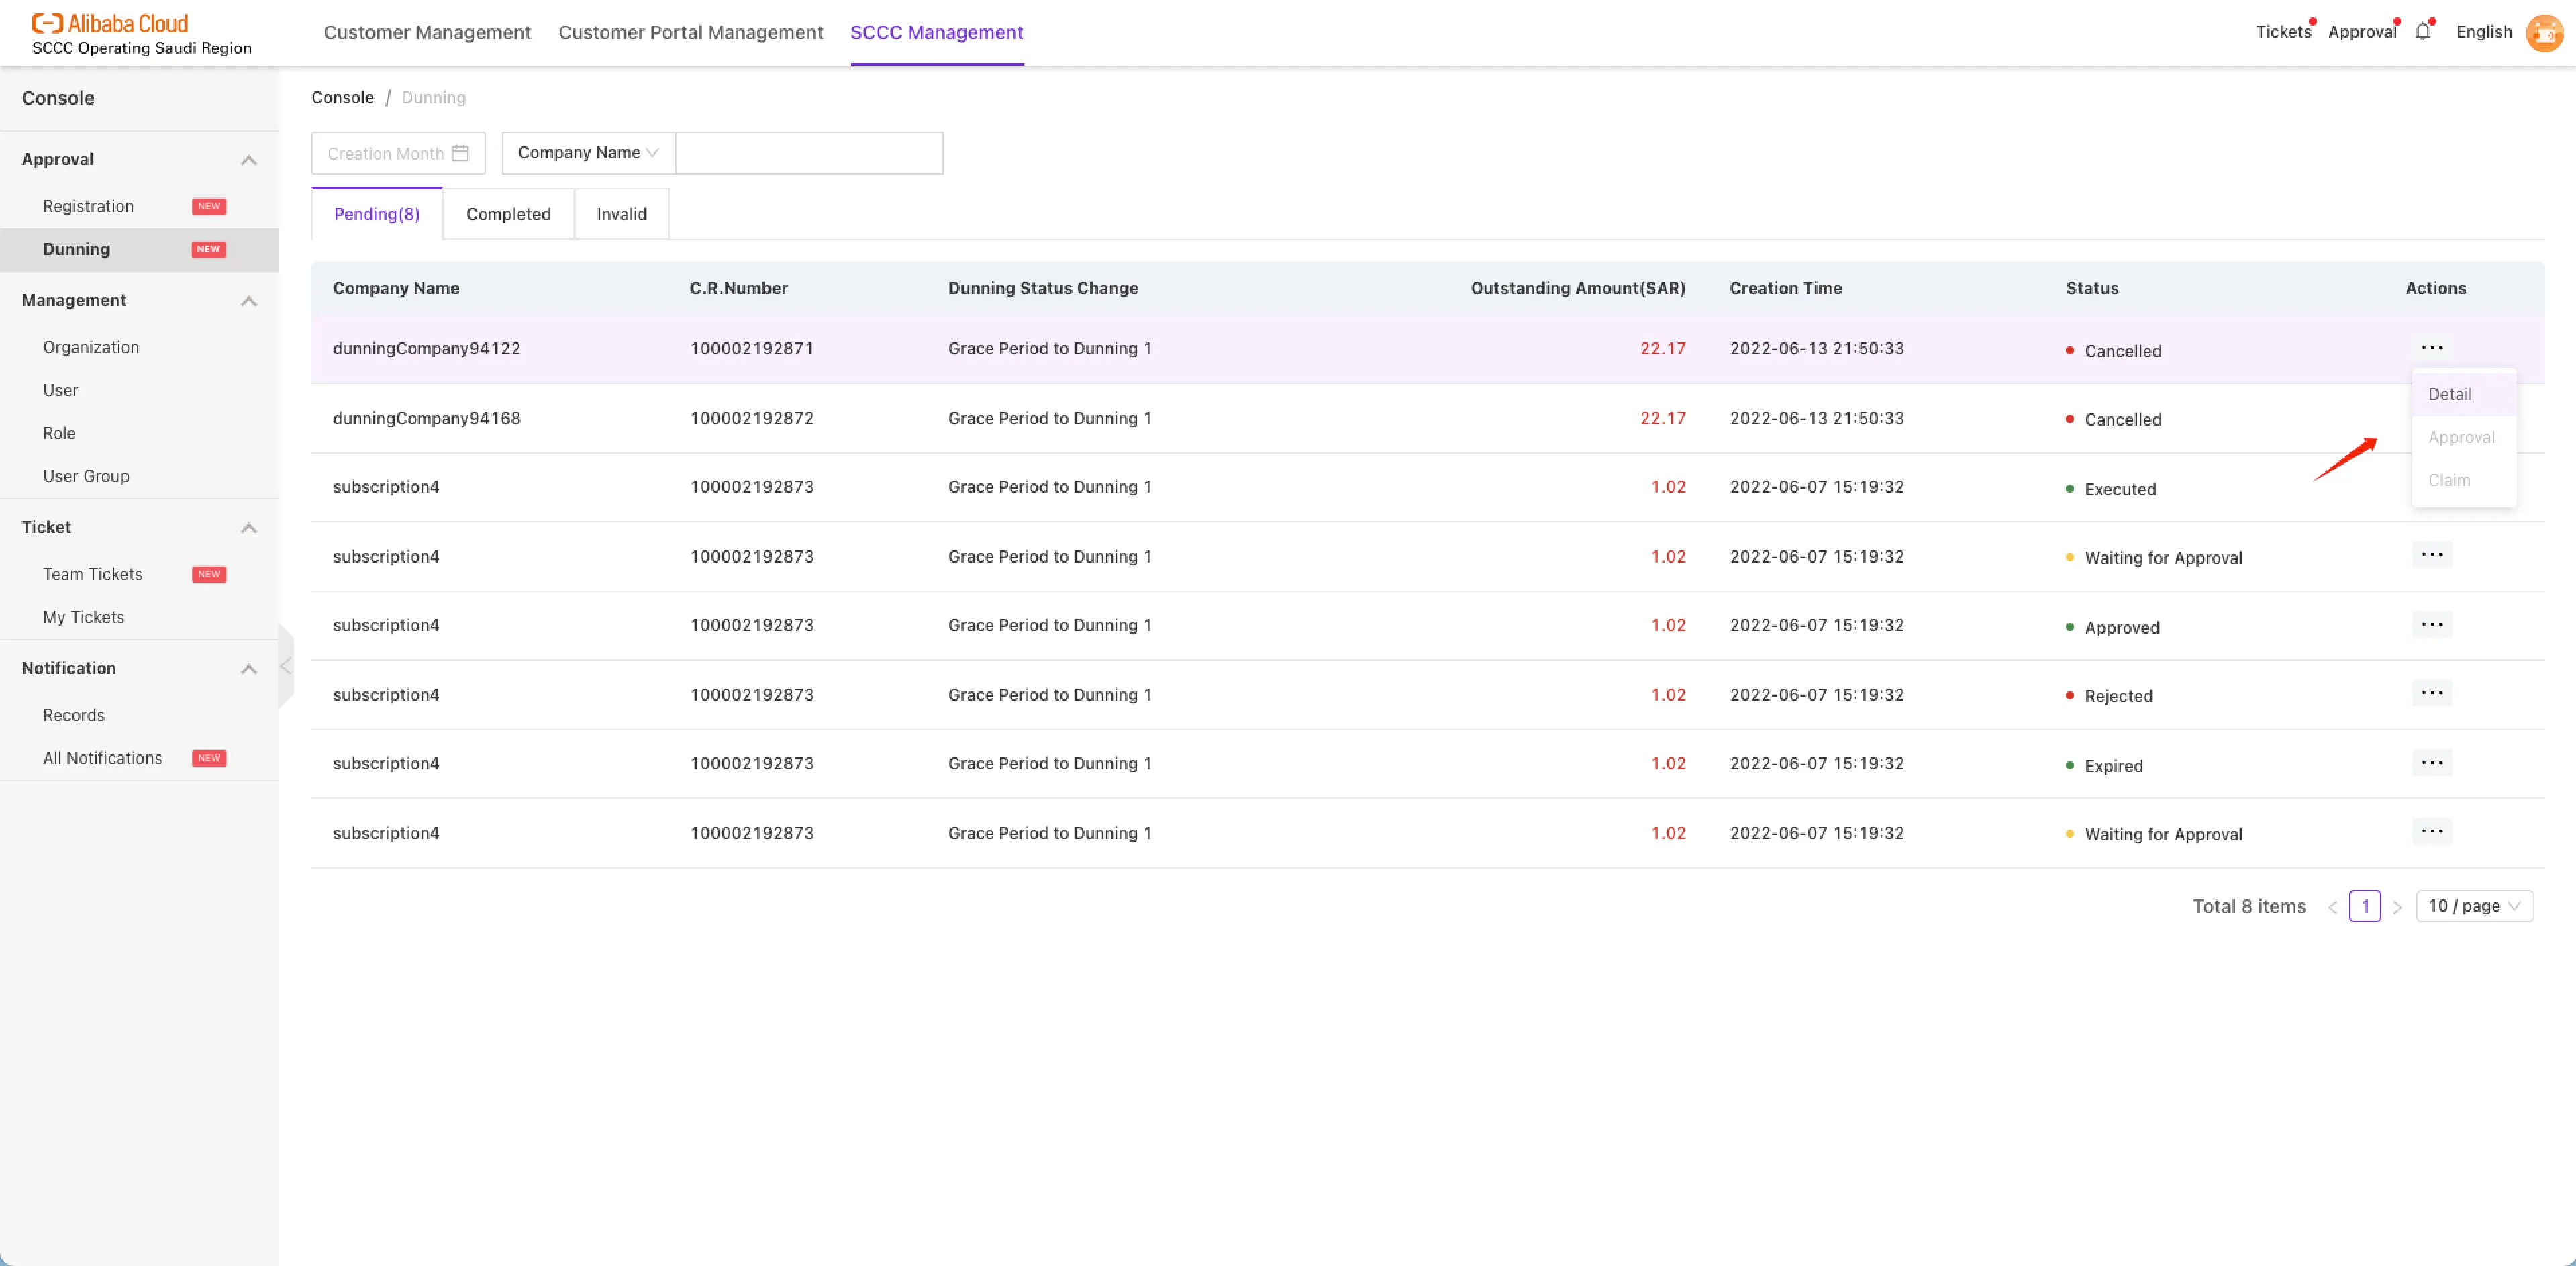 Alibaba Cloud
SCCC Operating Saudi Region
Customer Management Customer Portal Management SCCC Management
Tickets Approval English
Console
Approval
Registration NEW
Dunning NEW
Management
Organization
User
Role
User Group
Ticket
Team Tickets NEW
My Tickets
Notification
Records
All Notifications NEW
Console / Dunning
Creation Month Company Name
Pending(8) Completed Invalid
Company Name C.R.Number Dunning Status Change Outstanding Amount(SAR) Creation Time Status Actions
dunningCompany94122 100002192871 Grace Period to Dunning 1 22.17 2022-06-13 21:50:33 Cancelled ...
dunningCompany94168 100002192872 Grace Period to Dunning 1 22.17 2022-06-13 21:50:33 Cancelled
subscription4 100002192873 Grace Period to Dunning 1 1.02 2022-06-07 15:19:32 Executed
subscription4 100002192873 Grace Period to Dunning 1 1.02 2022-06-07 15:19:32 Waiting for Approval ...
subscription4 100002192873 Grace Period to Dunning 1 1.02 2022-06-07 15:19:32 Approved ...
subscription4 100002192873 Grace Period to Dunning 1 1.02 2022-06-07 15:19:32 Rejected ...
subscription4 100002192873 Grace Period to Dunning 1 1.02 2022-06-07 15:19:32 Expired ...
subscription4 100002192873 Grace Period to Dunning 1 1.02 2022-06-07 15:19:32 Waiting for Approval ...
Detail
Approval
Claim
Total 8 items < 1 > 10 / page